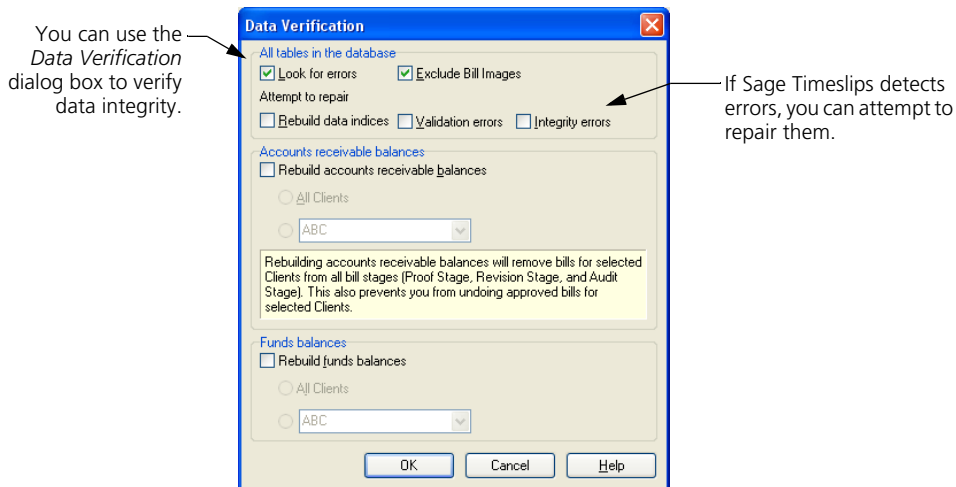 You can use the
Data Verification
dialog box to verify
data integrity.
Data Verification
All tables in the database
Look for errors
Exclude Bill Images
Attempt to repair
Rebuild data indices
Validation errors
Integrity errors
If Sage Timeslips detects
errors, you can attempt to
repair them.
Accounts receivable balances
Rebuild accounts receivable balances
All Clients
ABC
Rebuilding accounts receivable balances will remove bills for selected
Clients from all bill stages (Proof Stage, Revision Stage, and Audit
Stage). This also prevents you from undoing approved bills for
selected Clients.
Funds balances
Rebuild funds balances
All Clients
ABC
OK
Cancel
Help